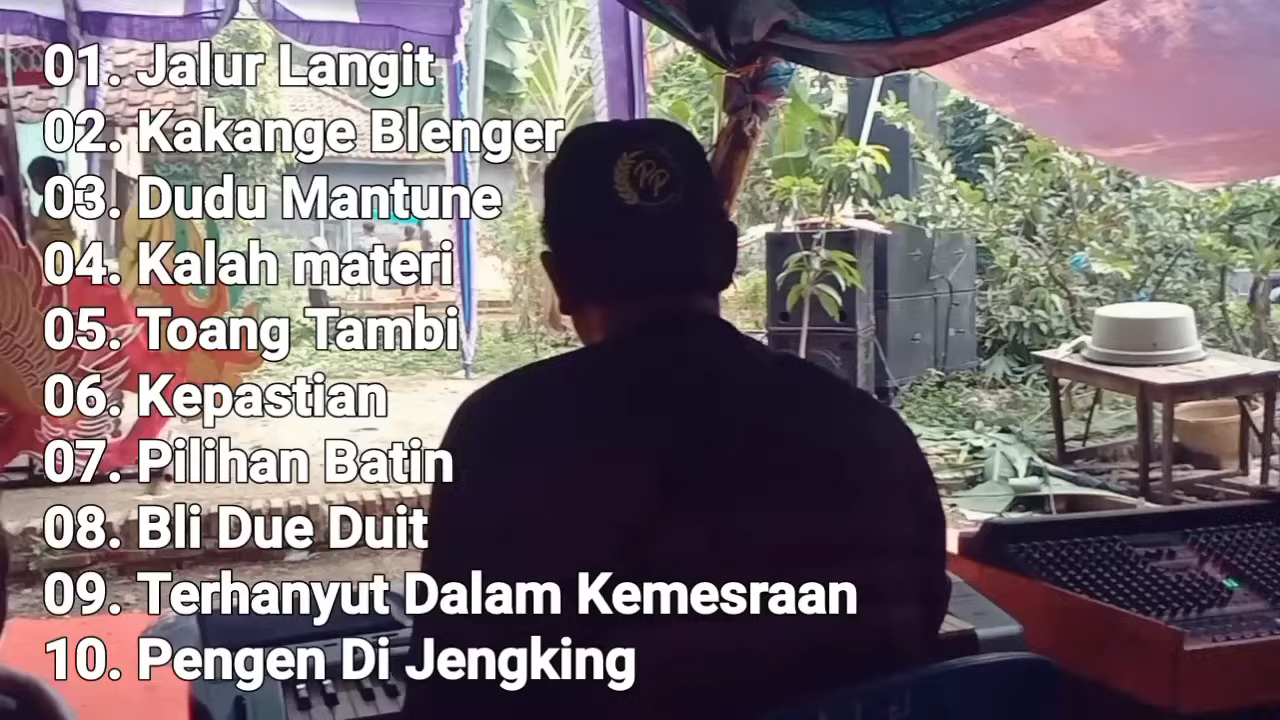 01. Jalur Langit
02. Kakange Blenger
03. Dudu Mantune
04. Kalah materi
05. Toang Tambi
06. Kepastian
07. Pilihan Batin
08. Bli Due Duit
09. Terhanyut Dalam Kemesraan
10. Pengen Di Jengking
PP